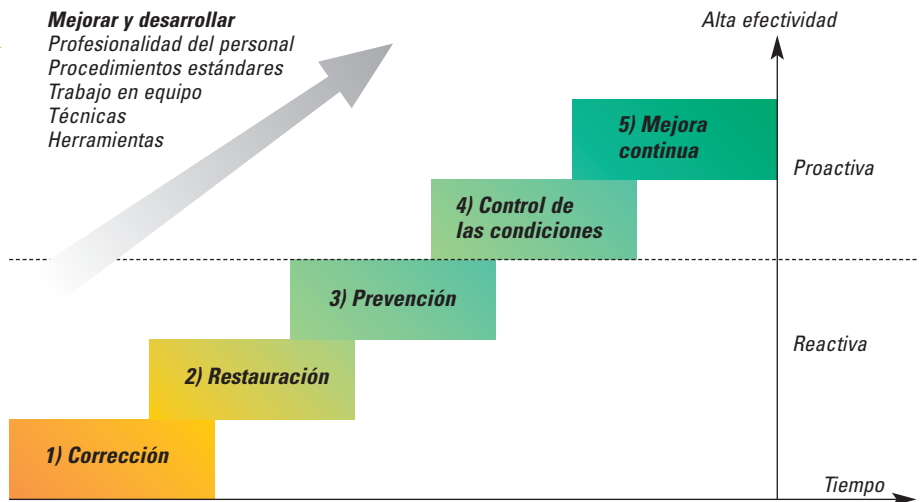 Mejorar y desarrollar
Profesionalidad del personal
Procedimientos estándares
Trabajo en equipo
Técnicas
Herramientas
Alta efectividad
5) Mejora
continua
Proactiva
4) Control de
las condiciones
3) Prevención
Reactiva
2) Restauración
1) Corrección
Tiempo